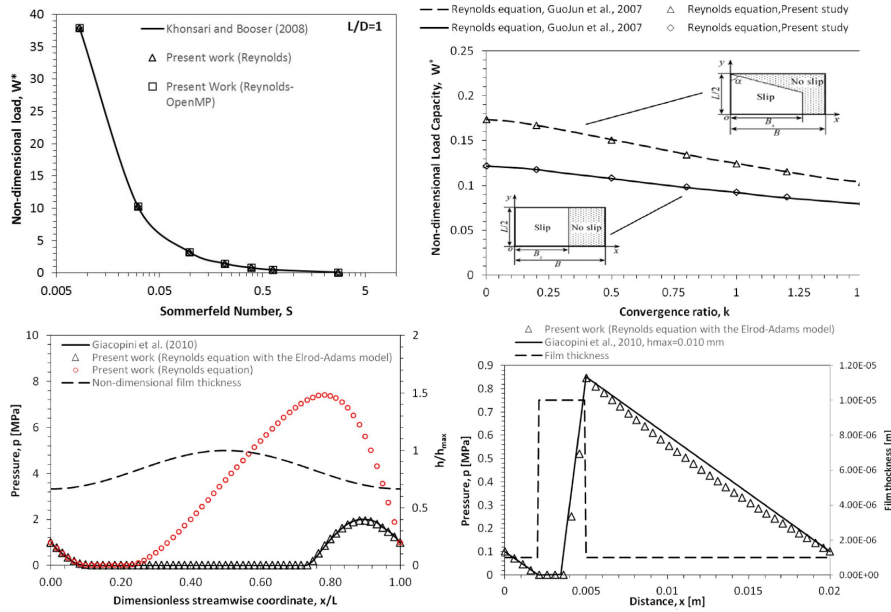 L/D=1
Khonsari and Booser (2008)
Present work (Reynolds)
Present Work (Reynolds-
OpenMP)
Non-dimensional load, W*
40
35
30
25
20
15
10
5
0
0.005
0.05
0.5
5
Sommerfeld Number, S
Reynolds equation, GuoJun et al., 2007
Reynolds equation,Present study
Reynolds equation, GuoJun et al., 2007
Reynolds equation,Present study
Non-dimensional Load Capacity, W*
0.25
0.2
0.15
0.1
0.05
0
0
0.25
0.5
0.75
1
1.25
1.5
Convergence ratio, k
y
α
No slip
Slip
L/2
o
Bs
x
B
y
Slip
No slip
L/2
o
Bs
x
B
Giacopini et al. (2010)
Present work (Reynolds equation with the Elrod-Adams model)
Present work (Reynolds equation)
Non-dimensional film thickness
Pressure, p [MPa]
10
8
6
4
2
0
0.00
0.20
0.40
0.60
0.80
1.00
Dimensionless streamwise coordinate, x/L
2
1.5
1
0.5
0
h/hmax
Present work (Reynolds equation with the Elrod-Adams model)
Giacopini et al., 2010, hmax=0.010 mm
Film thickness
Pressure, p [MPa]
0.9
0.8
0.7
0.6
0.5
0.4
0.3
0.2
0.1
0
0
0.005
0.01
0.015
0.02
Distance, x [m]
1.20E-05
1.00E-05
8.00E-06
6.00E-06
4.00E-06
2.00E-06
0.00E+00
Film thcokness [m]